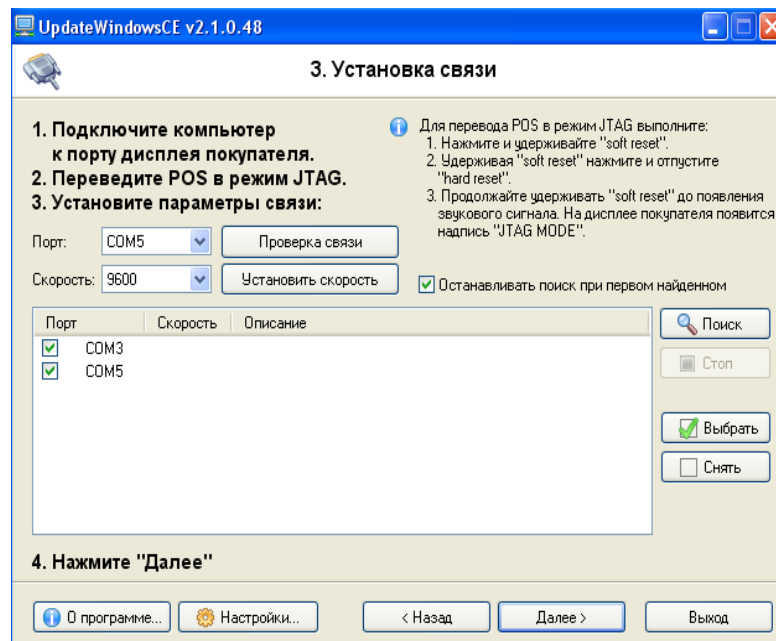 UpdateWindowsCE v2.1.0.48
3. Установка связи
1. Подключите компьютер
к порту дисплея покупателя.
2. Переведите POS в режим JTAG.
3. Установите параметры связи:
Для перевода POS в режим JTAG выполните:
1. Нажмите и удерживайте "soft reset".
2. Удерживая "soft reset" нажмите и отпустите
"hard reset".
3. Продолжайте удерживать "soft reset" до появления
звукового сигнала. На дисплее покупателя появится
надпись "JTAG MODE".
Порт: COM5 Проверка связи
Скорость: 9600 Установить скорость
Останавливать поиск при первом найденном
Порт Скорость Описание
COM3
COM5
Поиск
Стоп
Выбрать
Снять
4. Нажмите "Далее"
О программе... Настройки... < Назад Далее > Выход